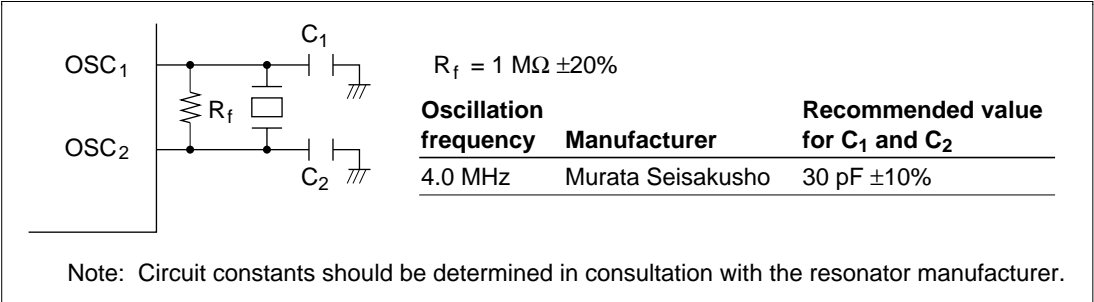 C1
OSC1
Rf
OSC2
C2
Rf = 1 MΩ ±20%
Oscillation frequency Manufacturer Recommended value for C1 and C2
4.0 MHz Murata Seisakusho 30 pF ±10%
Note: Circuit constants should be determined in consultation with the resonator manufacturer.